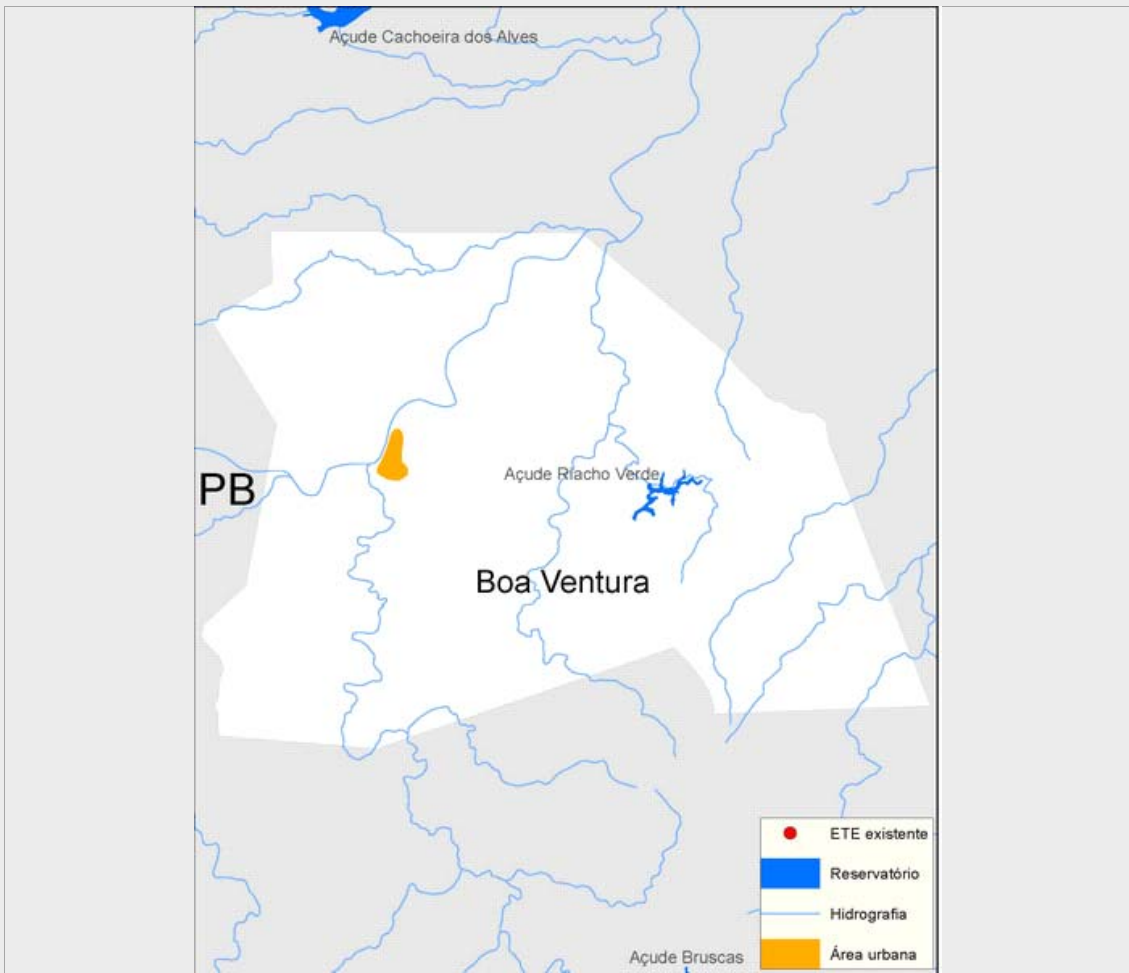 Açude Cachoeira dos Alves
Açude Riacho Verde
PB
Boa Ventura
ETE existente
Reservatório
Hidrografia
Área urbana
Açude Bruscas